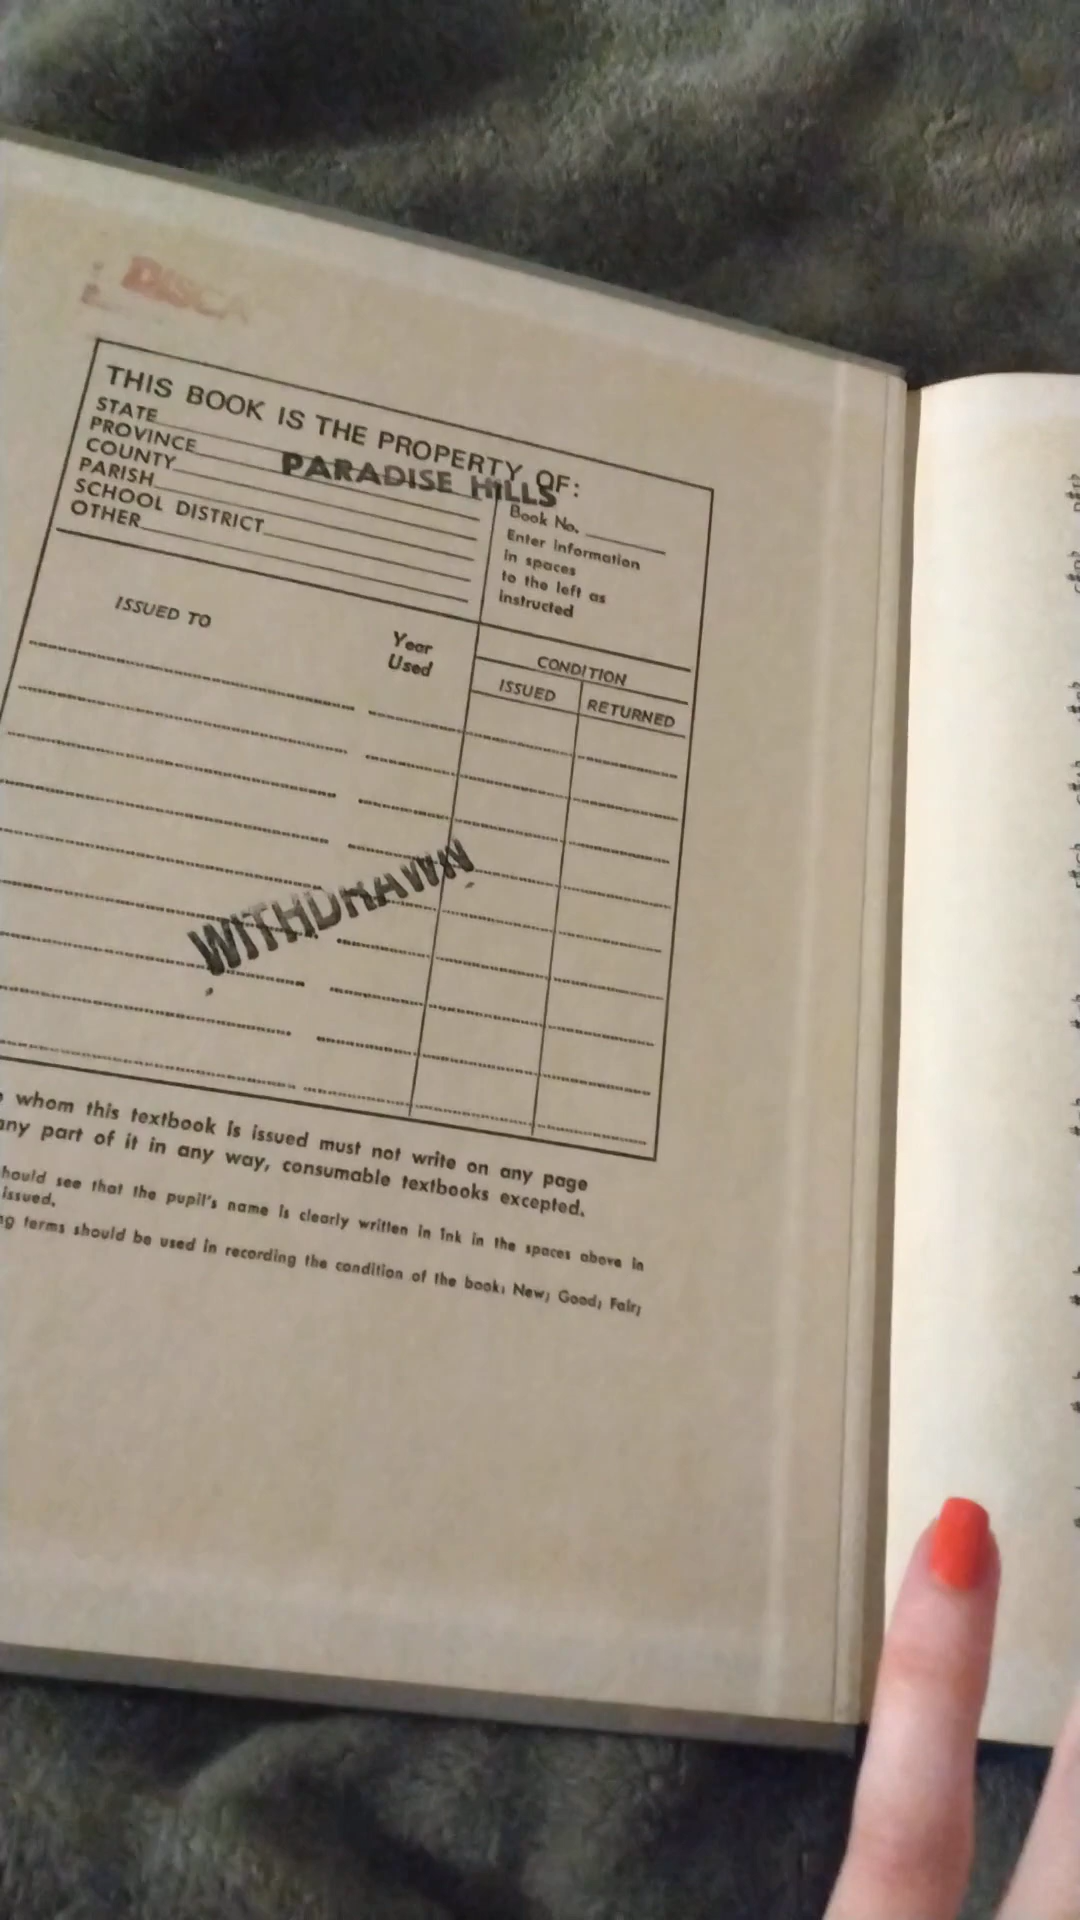 DISCA
THIS BOOK IS THE PROPERTY OF:
STATE
PROVINCE
COUNTY
PARISH
SCHOOL DISTRICT
OTHER
PARADISE HILLS
Book No.
Enter information
in spaces
to the left as
instructed
ISSUED TO
Year
Used
CONDITION
ISSUED
RETURNED
WITHDRAWN
whom this textbook is issued must not write on any page
any part of it in any way, consumable textbooks excepted.
hould see that the pupil's name is clearly written in ink in the spaces above in
issued.
ng terms should be used in recording the condition of the book: New; Good; Fair;